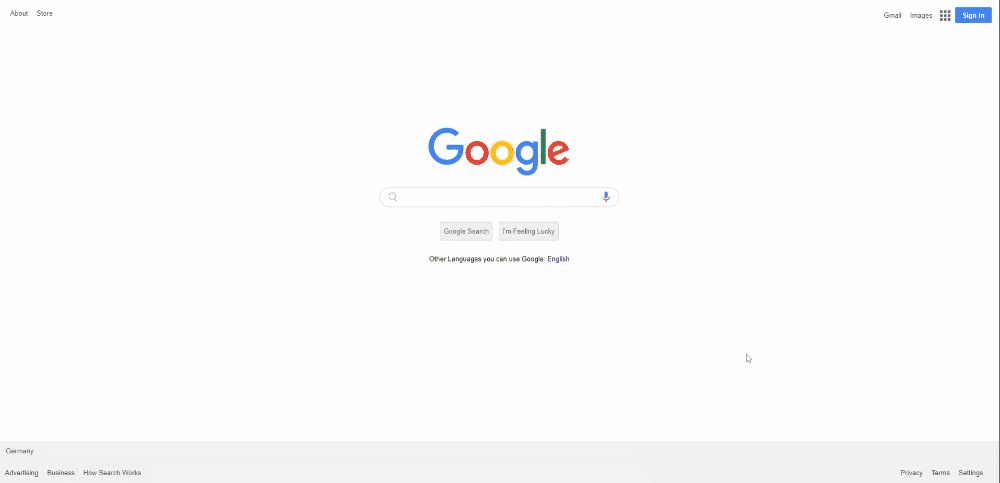 About Store
Gmail Images Sign In
Google
Google Search I'm Feeling Lucky
Other Languages you can use Google: English
Germany
Advertising Business How Search Works
Privacy Terms Settings